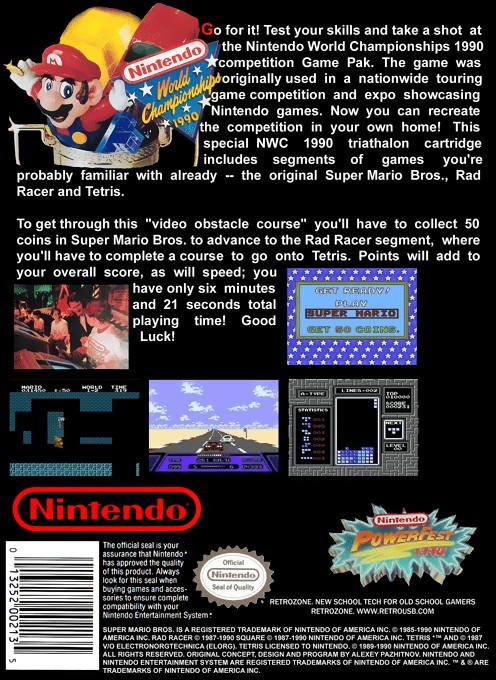 Go for it! Test your skills and take a shot at
the Nintendo World Championships 1990
competition Game Pak. The game was
originally used in a nationwide touring
game competition and expo showcasing
Nintendo games. Now you can recreate
the competition in your own home! This
special NWC 1990 triathalon cartridge
includes segments of games you're
probably familiar with already -- the original Super Mario Bros., Rad
Racer and Tetris.
Nintendo
World
Championships
1990
To get through this "video obstacle course" you'll have to collect 50
coins in Super Mario Bros. to advance to the Rad Racer segment, where
you'll have to complete a course to go onto Tetris. Points will add to
your overall score, as will speed; you
have only six minutes
and 21 seconds total
playing time! Good
Luck!
GET READY!
PLAY
SUPER MARIO
GET 50 COINS.
MARIO WORLD TIME
1-2
A-TYPE
LINES-002
TOP
010000
SCORE
STATISTICS
NEXT
LEVEL
00
Nintendo
The official seal is your
assurance that Nintendo*
has approved the quality
of this product. Always
look for this seal when
buying games and acces-
sories to ensure complete
compatibility with your
Nintendo Entertainment System.*
Official
Nintendo
Seal of Quality
Nintendo
POWERFEST
0 13252 00213 5
RETROZONE. NEW SCHOOL TECH FOR OLD SCHOOL GAMERS
RETROZONE. WWW.RETROUSB.COM
SUPER MARIO BROS. IS A REGISTERED TRADEMARK OF NINTENDO OF AMERICA INC. © 1985-1990 NINTENDO OF
AMERICA INC. RAD RACER © 1987-1990 SQUARE © 1987-1990 NINTENDO OF AMERICA INC. TETRIS ™ AND © 1987
V/O ELECTRONORGTECHNICA (ELORG). TETRIS LICENSED TO NINTENDO. © 1989-1990 NINTENDO OF AMERICA INC.
ALL RIGHTS RESERVED. ORIGINAL CONCEPT, DESIGN AND PROGRAM BY ALEXEY PAZHITNOV. NINTENDO AND
NINTENDO ENTERTAINMENT SYSTEM ARE REGISTERED TRADEMARKS OF NINTENDO OF AMERICA INC. ™ & ® ARE
TRADEMARKS OF NINTENDO OF AMERICA INC.